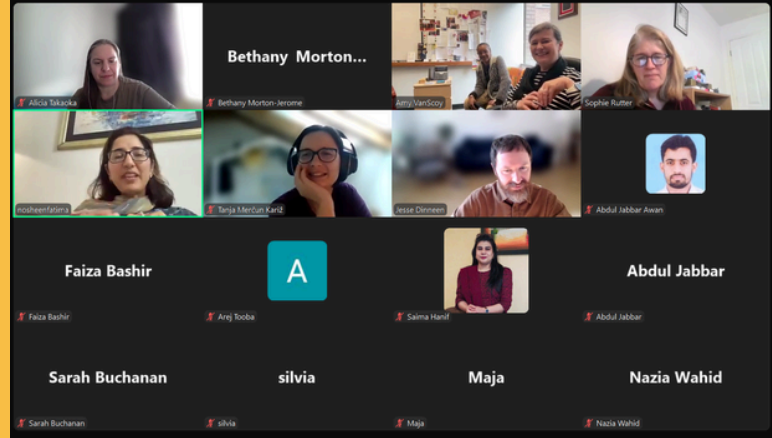 Alicia Takaoka
Bethany Morton...
Bethany Morton-Jerome
Amy VanScoy
Sophie Rutter
nosheenfatima
Tanja Merčun Kariž
Jesse Dinneen
Abdul Jabbar Awan
Faiza Bashir
Faiza Bashir
A
Arej Tooba
Saima Hanif
Abdul Jabbar
Abdul Jabbar
Sarah Buchanan
Sarah Buchanan
silvia
silvia
Maja
Maja
Nazia Wahid
Nazia Wahid